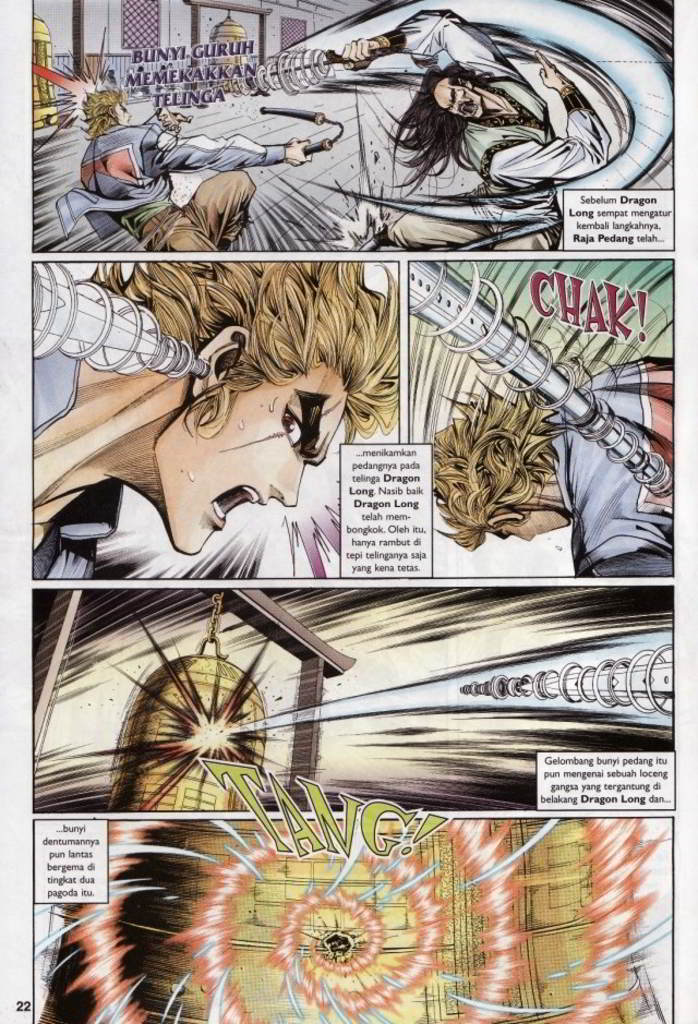 BUNYI GURUH
MEMEKAKKAN
TELINGA
Sebelum Dragon
Long sempat mengatur
kembali langkahnya,
Raja Pedang telah...
CHAK!
...menikamkan
pedangnya pada
telinga Dragon
Long. Nasib baik
Dragon Long
telah mem-
bongkok. Oleh itu,
hanya rambut di
tepi telinganya saja
yang kena tetas.
Gelombang bunyi pedang itu
pun mengenai sebuah loceng
gangsa yang tergantung di
belakang Dragon Long dan...
TANG!
...bunyi
dentumannya
pun lantas
bergema di
tingkat dua
pagoda itu.
22